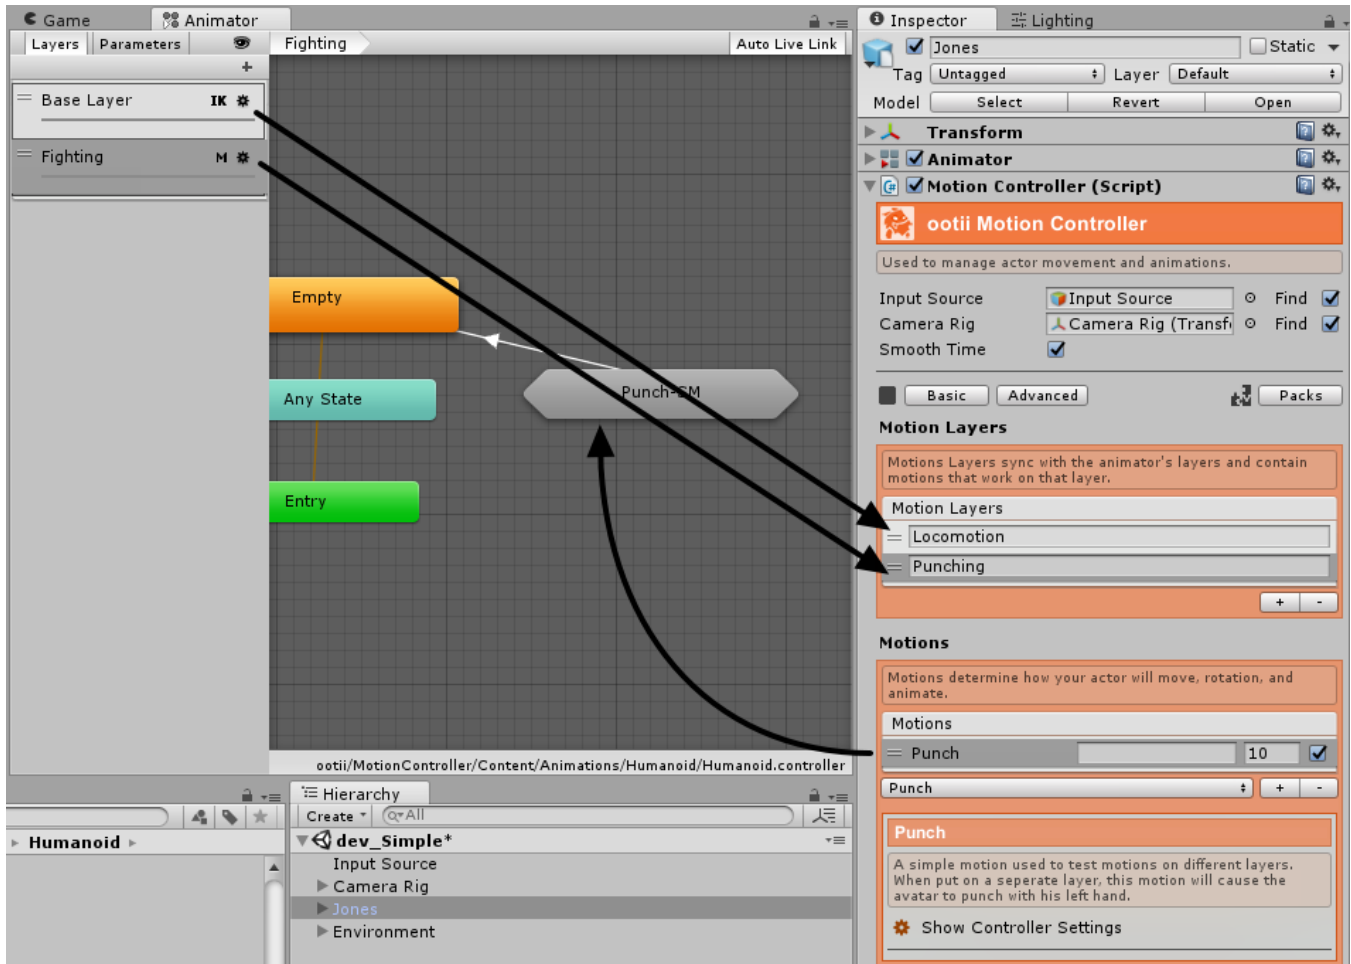 Game
Animator
Layers
Parameters
Fighting
Auto Live Link
+
Base Layer
IK
Fighting
M
Empty
Any State
Entry
Punch-SM
ootii/MotionController/Content/Animations/Humanoid/Humanoid.controller
Humanoid
Hierarchy
Create
All
dev_Simple*
Input Source
Camera Rig
Jones
Environment
Inspector
Lighting
Jones
Static
Tag Untagged Layer Default
Model Select Revert Open
Transform
Animator
Motion Controller (Script)
ootii Motion Controller
Used to manage actor movement and animations.
Input Source Input Source Find
Camera Rig Camera Rig (Transf Find
Smooth Time
Basic Advanced Packs
Motion Layers
Motions Layers sync with the animator's layers and contain
motions that work on that layer.
Motion Layers
Locomotion
Punching
+ -
Motions
Motions determine how your actor will move, rotation, and
animate.
Motions
Punch 10
Punch + -
Punch
A simple motion used to test motions on different layers.
When put on a seperate layer, this motion will cause the
avatar to punch with his left hand.
Show Controller Settings